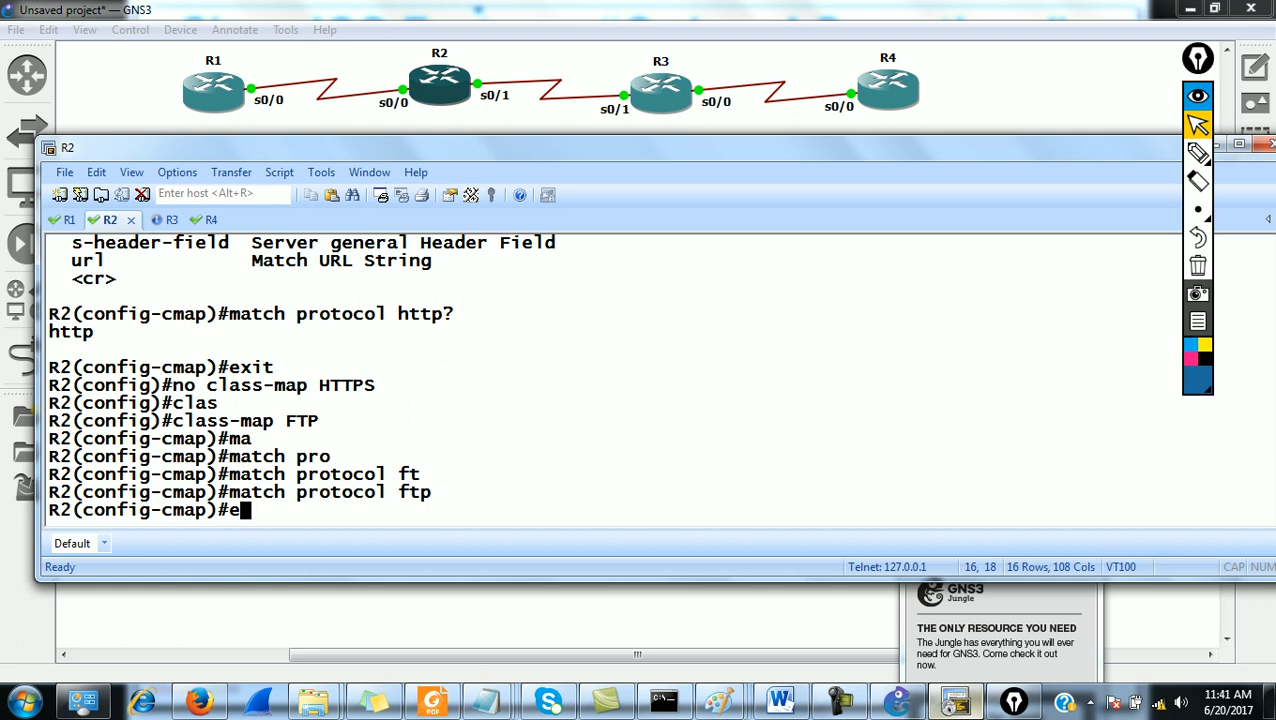 Unsaved project* — GNS3
File Edit View Control Device Annotate Tools Help
R1
R2
R3
R4
s0/0
s0/0
s0/1
s0/1
s0/0
s0/0
R2
File Edit View Options Transfer Script Tools Window Help
Enter host <Alt+R>
R1
R2
R3
R4
s-header-field Server general Header Field
url Match URL String
<cr>
R2(config-cmap)#match protocol http?
http
R2(config-cmap)#exit
R2(config)#no class-map HTTPS
R2(config)#clas
R2(config)#class-map FTP
R2(config-cmap)#ma
R2(config-cmap)#match pro
R2(config-cmap)#match protocol ft
R2(config-cmap)#match protocol ftp
R2(config-cmap)#e
Default
Ready
Telnet: 127.0.0.1 16, 18 16 Rows, 108 Cols VT100 CAP NUM
GNS3
Jungle
THE ONLY RESOURCE YOU NEED
The Jungle has everything you will ever
need for GNS3. Come check it out
now.
PDF
C:\
W
11:41 AM
6/20/2017